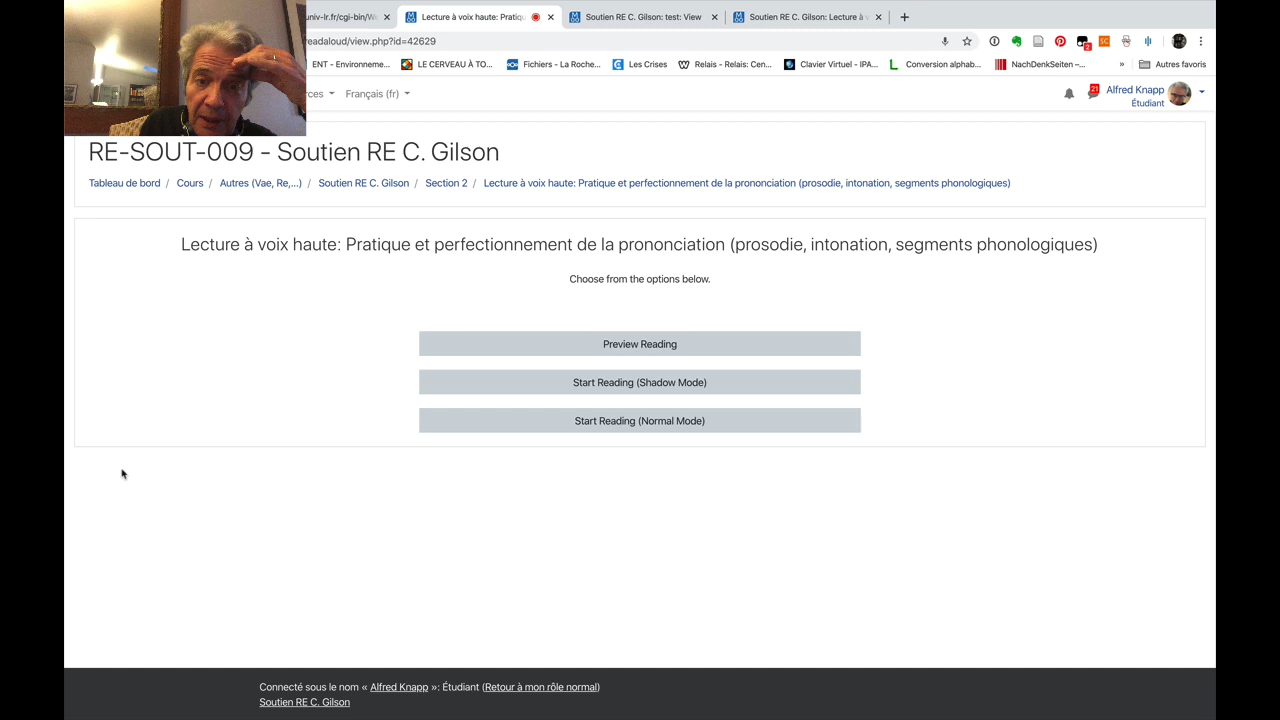 univ-lr.fr/cgi-bin/W
Lecture à voix haute: Pratiqu
Soutien RE C. Gilson: test: View
Soutien RE C. Gilson: Lecture à v
readaloud/view.php?id=42629
2
SC
ENT - Environneme...
LE CERVEAU À TO...
Fichiers - La Roche...
Les Crises
Relais - Relais: Cen...
Clavier Virtuel - IPA...
Conversion alphab...
NachDenkSeiten –...
»
Autres favoris
rces
Français (fr)
21
Alfred Knapp
Étudiant
RE-SOUT-009 - Soutien RE C. Gilson
Tableau de bord / Cours / Autres (Vae, Re,...) / Soutien RE C. Gilson / Section 2 / Lecture à voix haute: Pratique et perfectionnement de la prononciation (prosodie, intonation, segments phonologiques)
Lecture à voix haute: Pratique et perfectionnement de la prononciation (prosodie, intonation, segments phonologiques)
Choose from the options below.
Preview Reading
Start Reading (Shadow Mode)
Start Reading (Normal Mode)
Connecté sous le nom « Alfred Knapp »: Étudiant (Retour à mon rôle normal)
Soutien RE C. Gilson